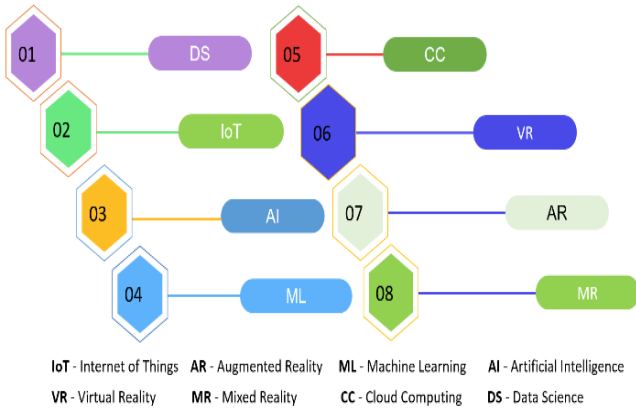 01 DS
02 IoT
03 AI
04 ML
05 CC
06 VR
07 AR
08 MR
IoT - Internet of Things AR - Augmented Reality ML - Machine Learning AI - Artificial Intelligence
VR - Virtual Reality MR - Mixed Reality CC - Cloud Computing DS - Data Science